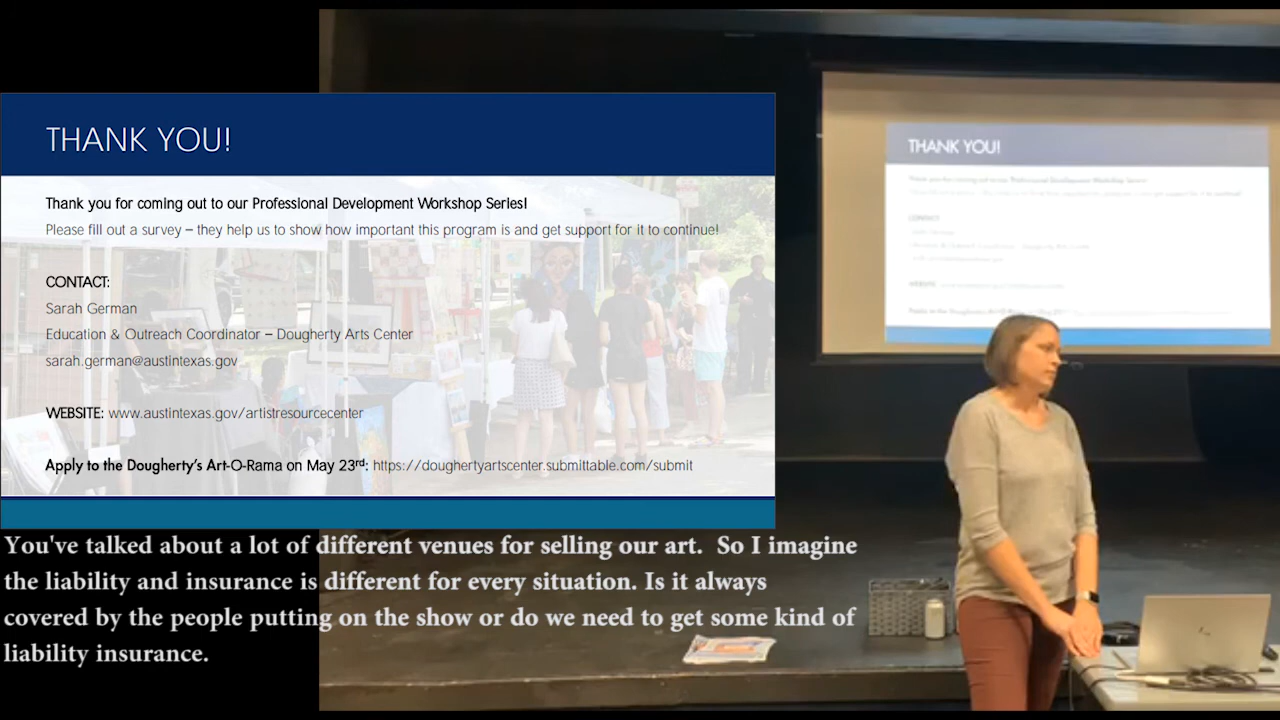 THANK YOU!
Thank you for coming out to our Professional Development Workshop Series!
Please fill out a survey – they help us to show how important this program is and get support for it to continue!
CONTACT:
Sarah German
Education & Outreach Coordinator – Dougherty Arts Center
sarah.german@austintexas.gov
WEBSITE: www.austintexas.gov/artistresourcecenter
Apply to the Dougherty's Art-O-Rama on May 23rd: https://doughertyartscenter.submittable.com/submit
You've talked about a lot of different venues for selling our art. So I imagine
the liability and insurance is different for every situation. Is it always
covered by the people putting on the show or do we need to get some kind of
liability insurance.
THANK YOU!